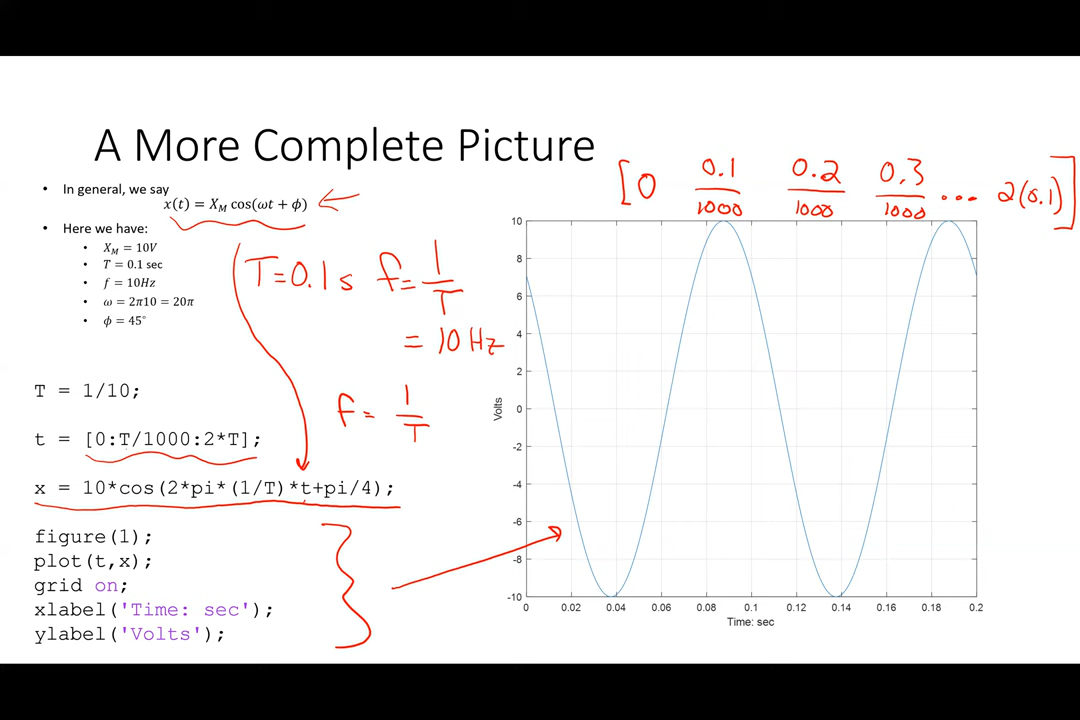 A More Complete Picture
[0 0.1/1000 0.2/1000 0.3/1000 ... 2(0.1)]
• In general, we say
x(t) = X_M cos(ωt + ϕ)
• Here we have:
• X_M = 10V
• T = 0.1 sec
• f = 10Hz
• ω = 2π10 = 20π
• ϕ = 45°
T=0.1s f=1/T
= 10Hz
f= 1/T
T = 1/10;
t = [0:T/1000:2*T];
x = 10*cos(2*pi*(1/T)*t+pi/4);
figure(1);
plot(t,x);
grid on;
xlabel('Time: sec');
ylabel('Volts');
10
8
6
4
2
0
-2
-4
-6
-8
-10
Volts
0 0.02 0.04 0.06 0.08 0.1 0.12 0.14 0.16 0.18 0.2
Time: sec